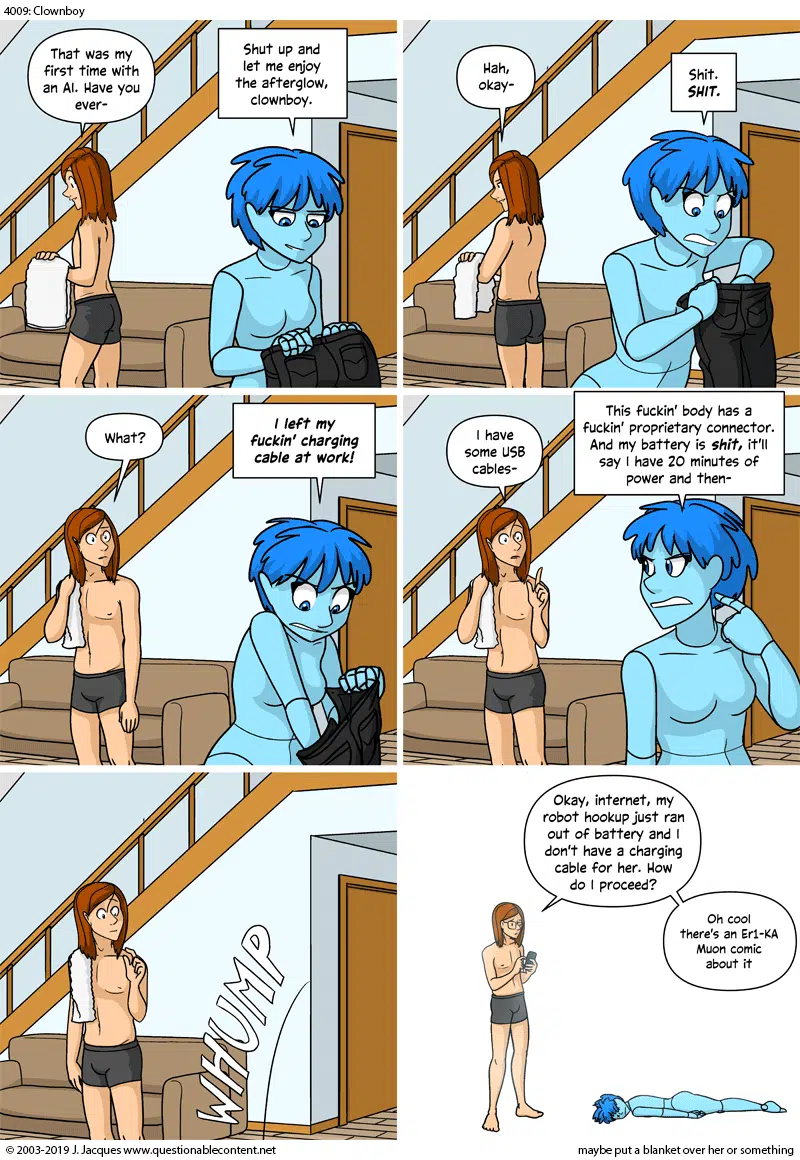 4009: Clownboy
That was my
first time with
an AI. Have you
ever-
Shut up and
let me enjoy
the afterglow,
clownboy.
Hah,
okay-
Shit.
SHIT.
What?
I left my
fuckin' charging
cable at work!
I have
some USB
cables-
This fuckin' body has a
fuckin' proprietary connector.
And my battery is shit, it'll
say I have 20 minutes of
power and then-
WHUMP
Okay, internet, my
robot hookup just ran
out of battery and I
don't have a charging
cable for her. How
do I proceed?
Oh cool
there's an Er1-KA
Muon comic
about it
© 2003-2019 J. Jacques www.questionablecontent.net
maybe put a blanket over her or something